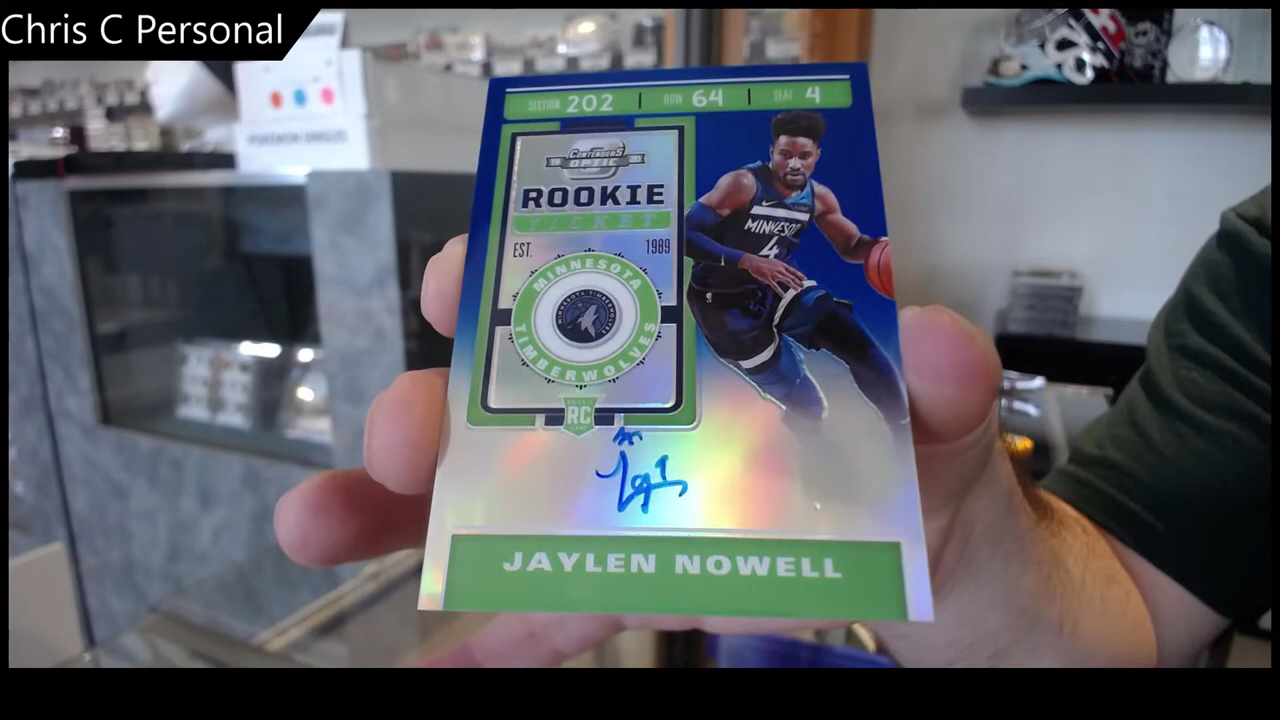 Chris C Personal
SECTION 202 | ROW 64 | SEAT 4
CONTENDERS
OPTIC
ROOKIE
TICKET
EST. 1989
MINNESOTA
TIMBERWOLVES
RC
MINNESOTA
4
JAYLEN NOWELL